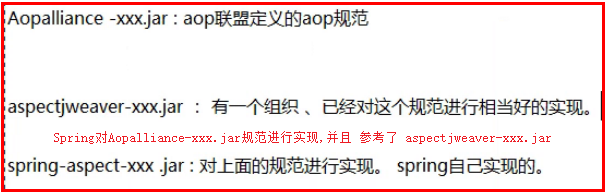 Aopalliance -xxx.jar : aop联盟定义的aop规范
aspectjweaver-xxx.jar ： 有一个组织 、已经对这个规范进行相当好的实现。
Spring对Aopalliance-xxx.jar规范进行实现,并且 参考了 aspectjweaver-xxx.jar
spring-aspect-xxx .jar : 对上面的规范进行实现。 spring自己实现的。